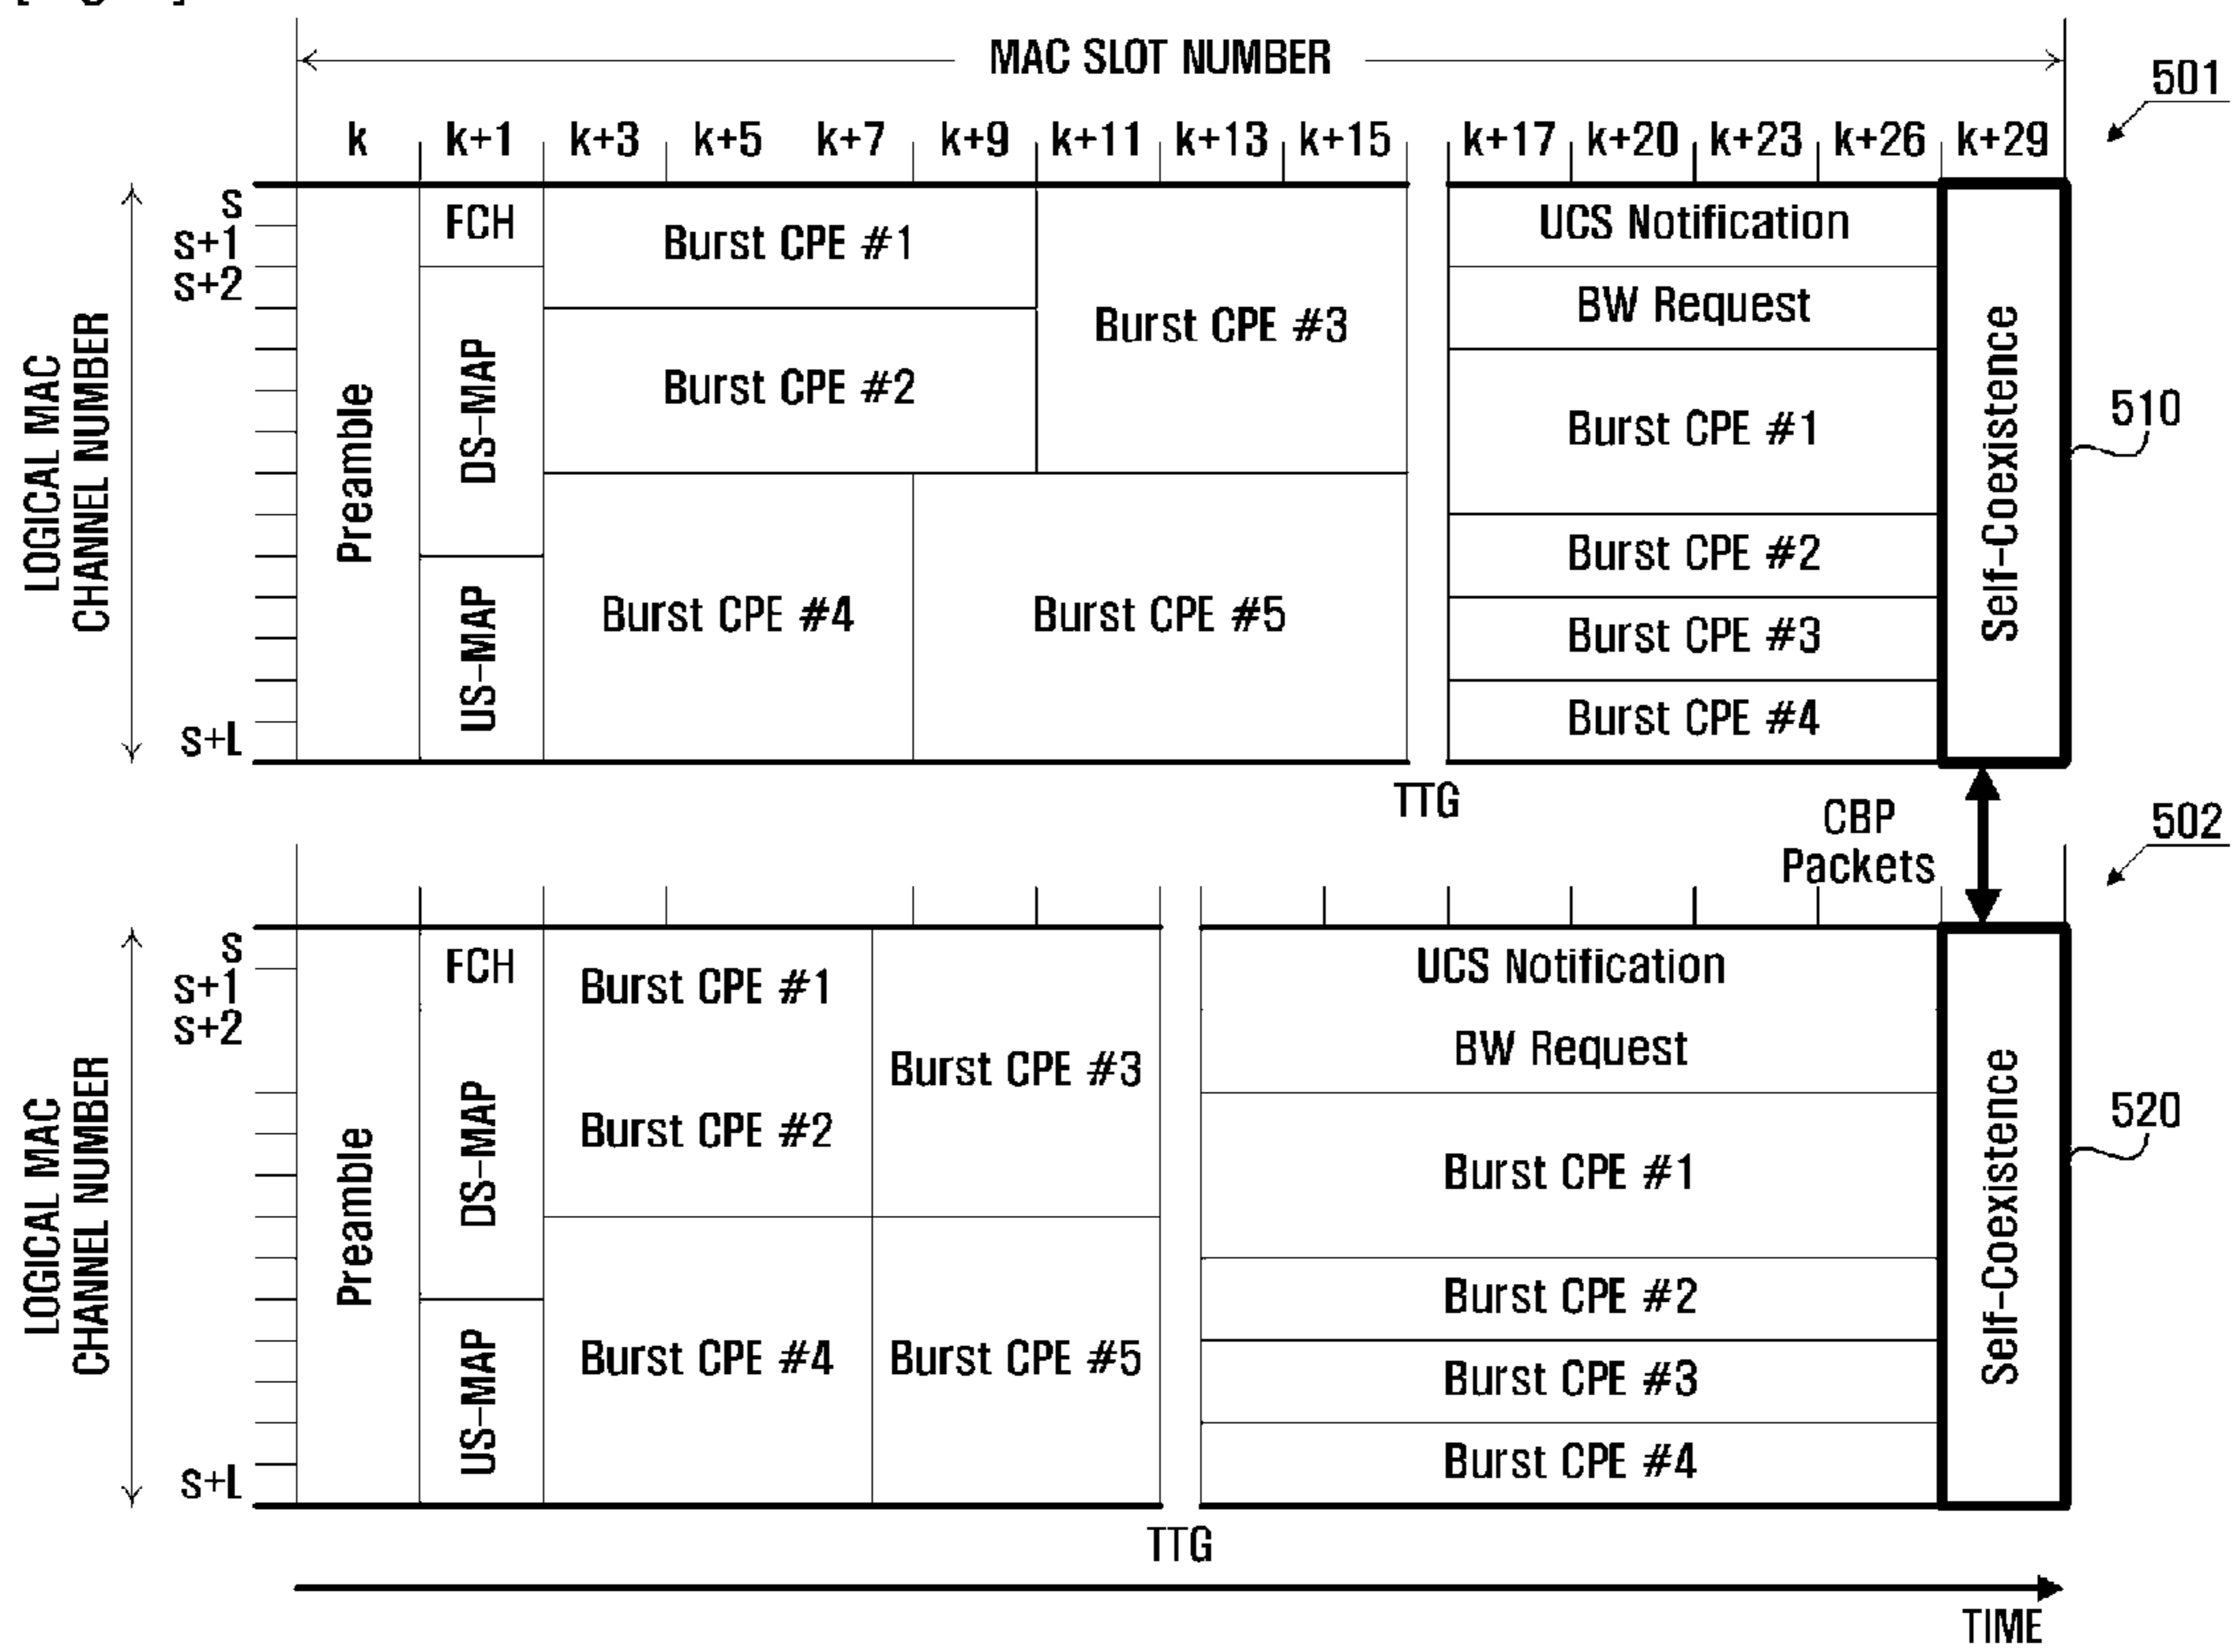 MAC SLOT NUMBER
501
k k+1 k+3 k+5 k+7 k+9 k+11 k+13 k+15 k+17 k+20 k+23 k+26 k+29
LOGICAL MAC
CHANNEL NUMBER
s
s+1
s+2
s+L
Preamble
FCH
DS-MAP
US-MAP
Burst CPE #1
Burst CPE #2
Burst CPE #3
Burst CPE #4
Burst CPE #5
TTG
UCS Notification
BW Request
Burst CPE #1
Burst CPE #2
Burst CPE #3
Burst CPE #4
Self-Coexistence
510
CBP
Packets
502
LOGICAL MAC
CHANNEL NUMBER
s
s+1
s+2
s+L
Preamble
FCH
DS-MAP
US-MAP
Burst CPE #1
Burst CPE #2
Burst CPE #3
Burst CPE #4
Burst CPE #5
TTG
UCS Notification
BW Request
Burst CPE #1
Burst CPE #2
Burst CPE #3
Burst CPE #4
Self-Coexistence
520
TIME